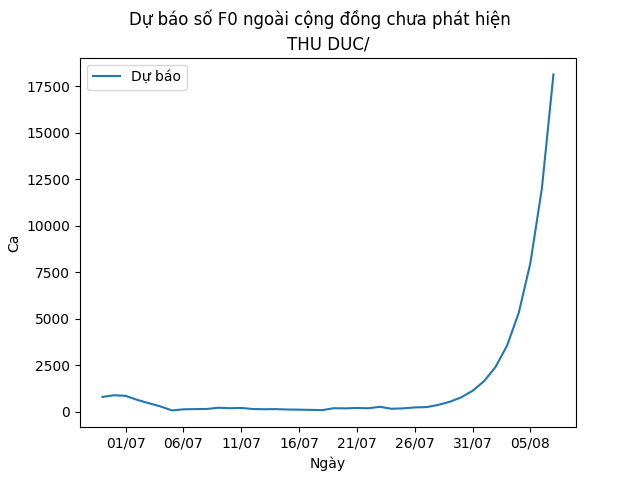 Dự báo số F0 ngoài cộng đồng chưa phát hiện
THU DUC/
Dự báo
17500
15000
12500
10000
7500
5000
2500
0
Ca
01/07 06/07 11/07 16/07 21/07 26/07 31/07 05/08
Ngày